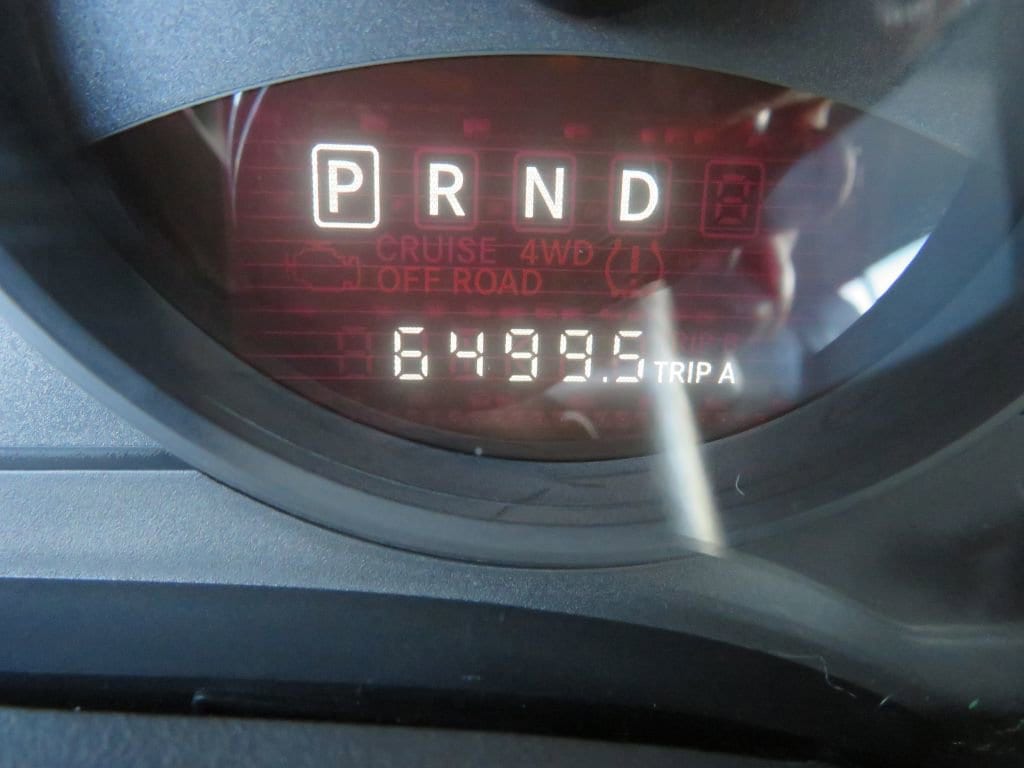 P R N D
CRUISE 4WD
OFF ROAD
6499.5 TRIP A